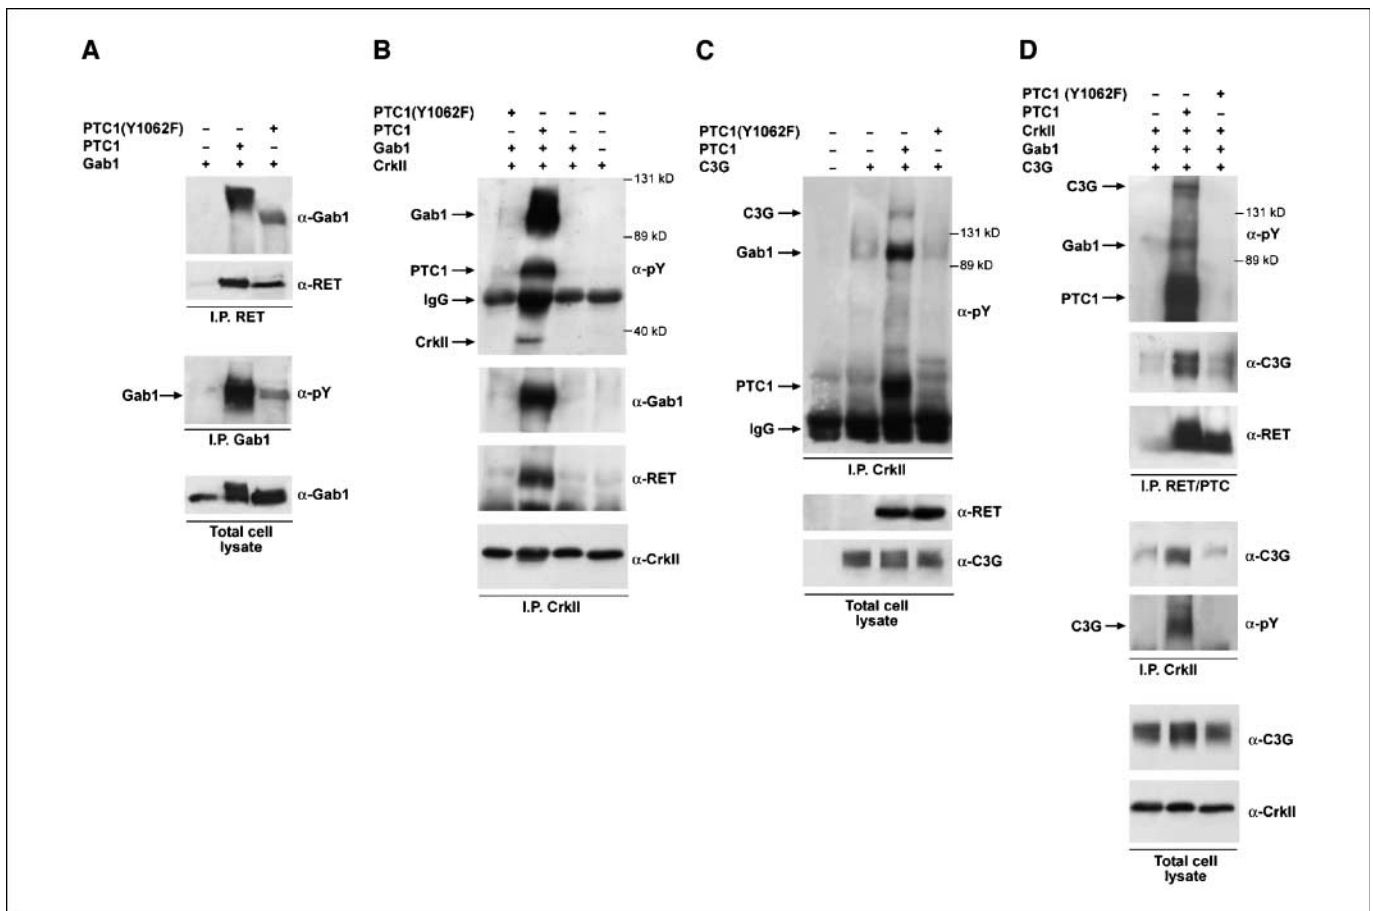 A
PTC1(Y1062F) - - +
PTC1 - + -
Gab1 + + +
α-Gab1
α-RET
I.P. RET
Gab1
α-pY
I.P. Gab1
α-Gab1
Total cell
lysate
B
PTC1(Y1062F) + - - -
PTC1 - + - -
Gab1 + + + -
CrkII + + + +
131 kD
Gab1
89 kD
PTC1
α-pY
IgG
40 kD
CrkII
α-Gab1
α-RET
α-CrkII
I.P. CrkII
C
PTC1(Y1062F) - - - +
PTC1 - - + -
C3G - + + +
C3G
131 kD
Gab1
89 kD
α-pY
PTC1
IgG
I.P. CrkII
α-RET
α-C3G
Total cell
lysate
D
PTC1 (Y1062F) - - +
PTC1 - + -
CrkII + + +
Gab1 + + +
C3G + + +
C3G
131 kD
α-pY
Gab1
89 kD
PTC1
α-C3G
α-RET
I.P. RET/PTC
α-C3G
C3G
α-pY
I.P. CrkII
α-C3G
α-CrkII
Total cell
lysate